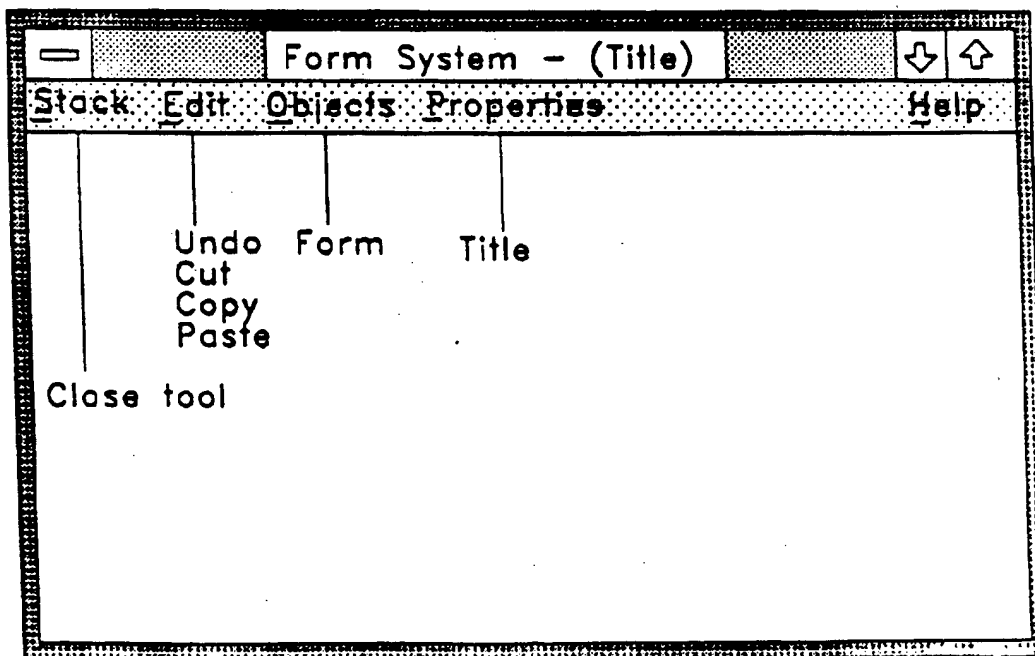 Form System - (Title)
Stack Edit Objects Properties Help
Undo Form Title
Cut
Copy
Paste
Close tool